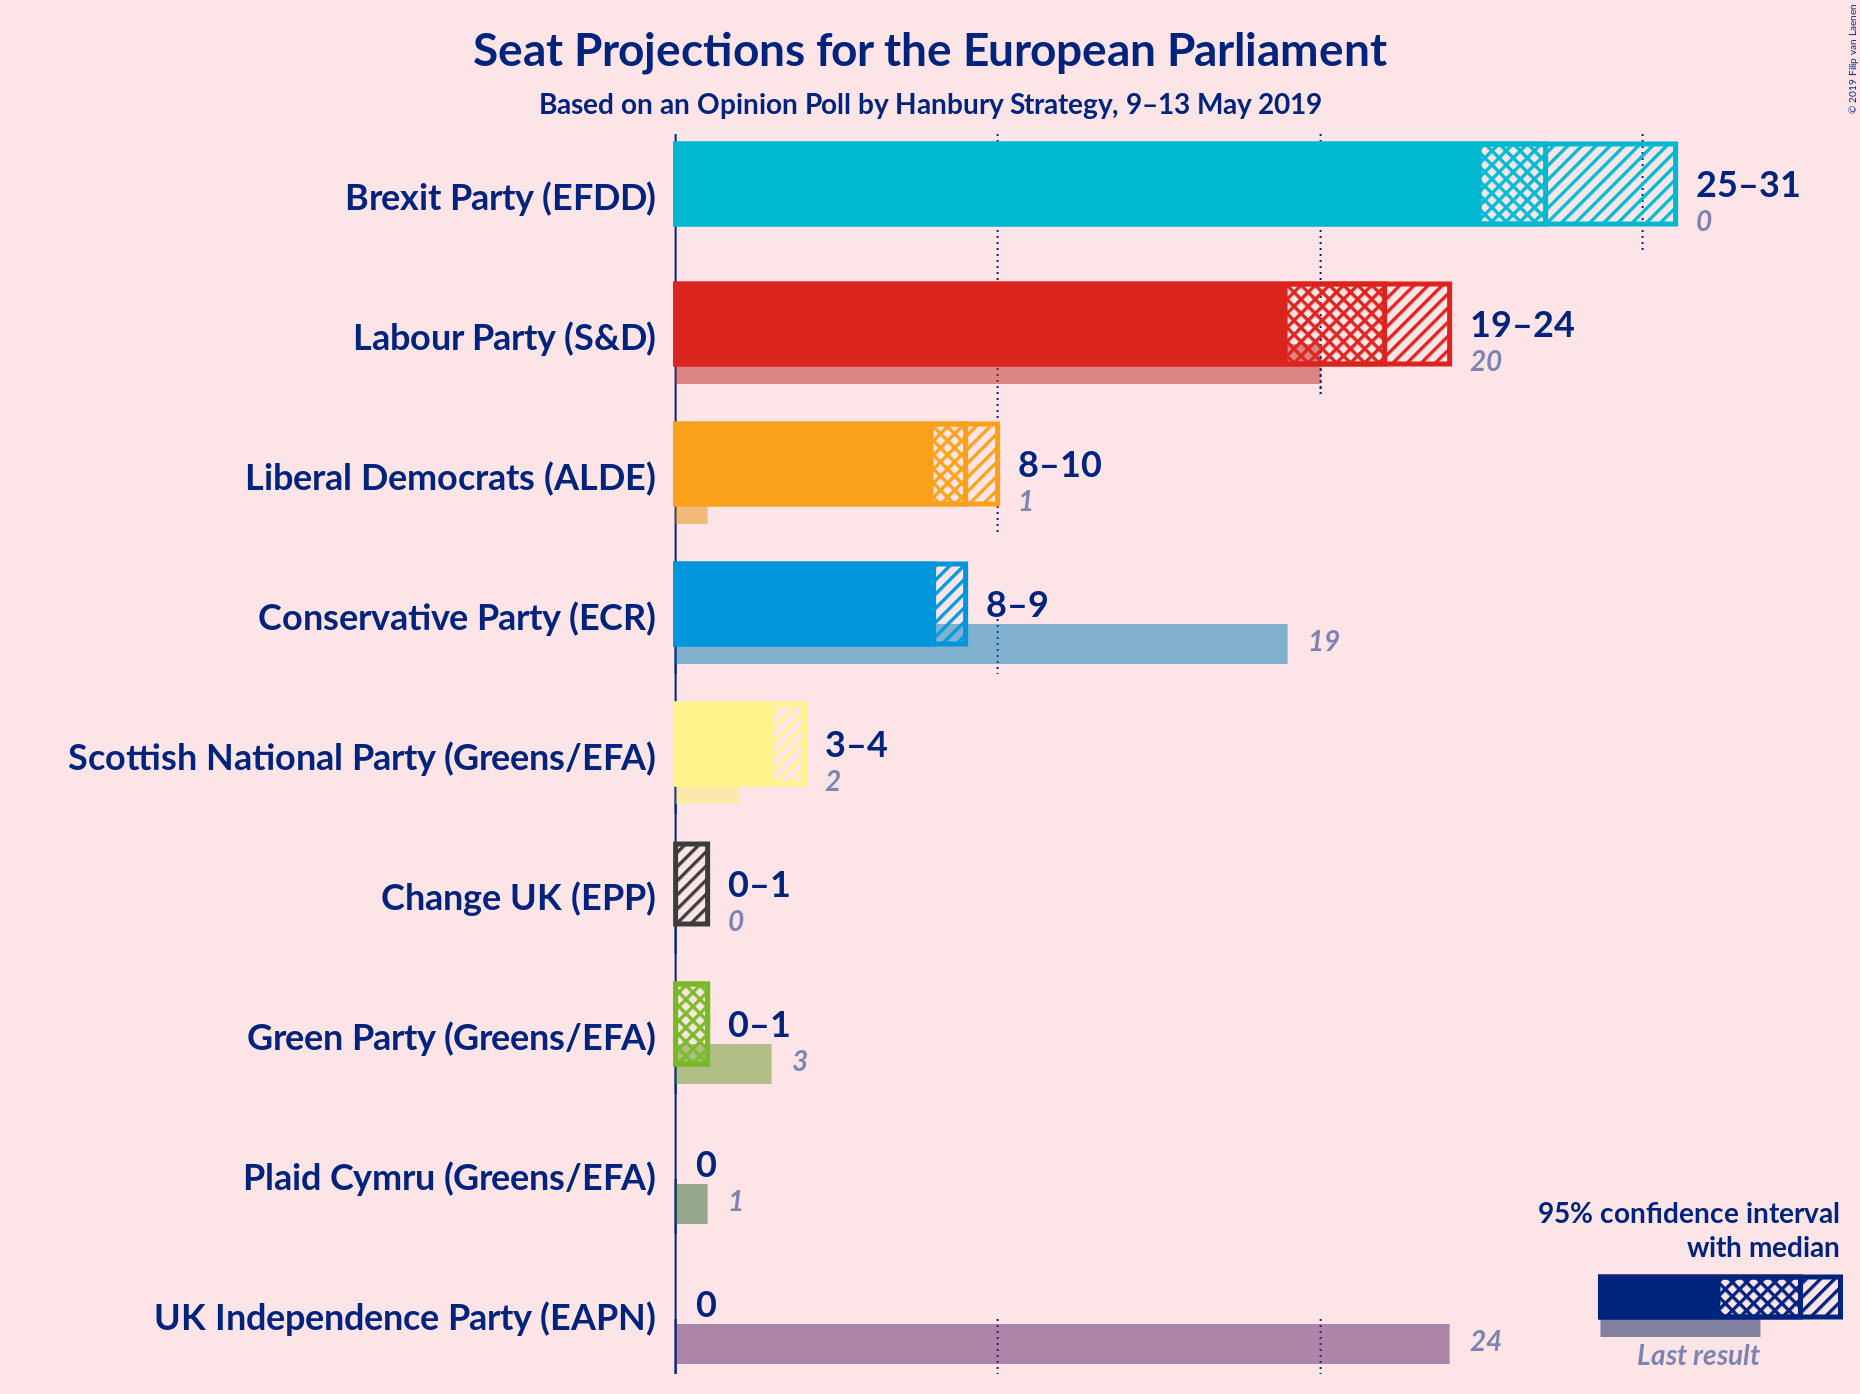 Seat Projections for the European Parliament
Based on an Opinion Poll by Hanbury Strategy, 9–13 May 2019
© 2019 Filip van Laenen
Brexit Party (EFDD)
25–31
0
Labour Party (S&D)
19–24
20
Liberal Democrats (ALDE)
8–10
1
Conservative Party (ECR)
8–9
19
Scottish National Party (Greens/EFA)
3–4
2
Change UK (EPP)
0–1
0
Green Party (Greens/EFA)
0–1
3
Plaid Cymru (Greens/EFA)
0
1
UK Independence Party (EAPN)
0
24
95% confidence interval
with median
Last result